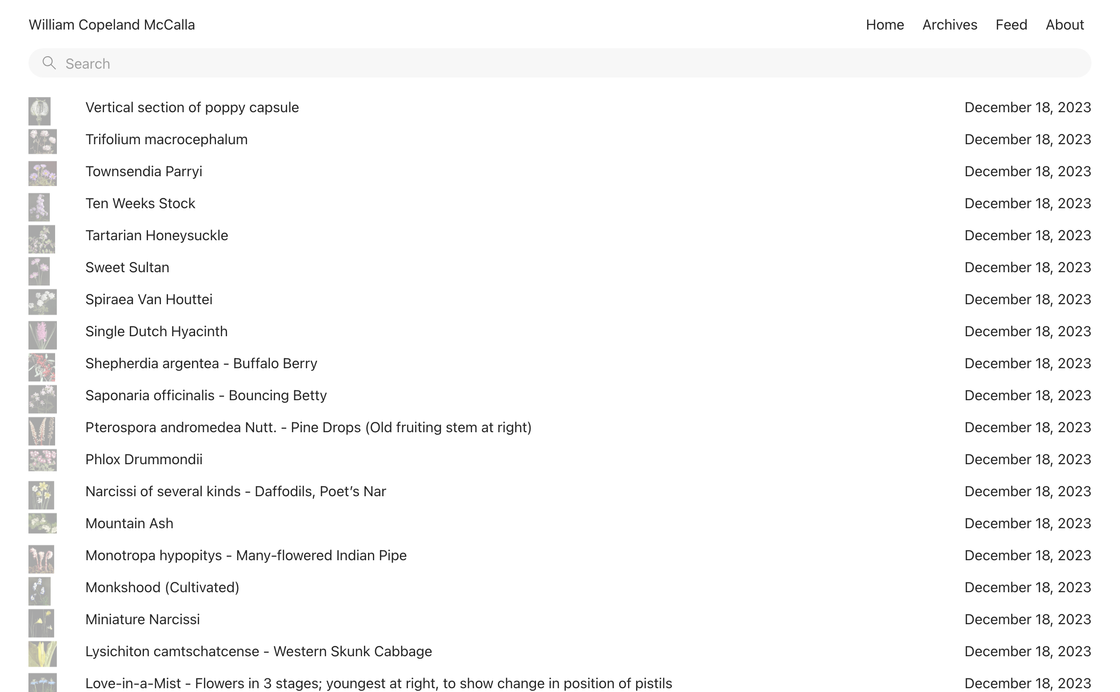 William Copeland McCalla Home Archives Feed About
Search
Vertical section of poppy capsule December 18, 2023
Trifolium macrocephalum December 18, 2023
Townsendia Parryi December 18, 2023
Ten Weeks Stock December 18, 2023
Tartarian Honeysuckle December 18, 2023
Sweet Sultan December 18, 2023
Spiraea Van Houttei December 18, 2023
Single Dutch Hyacinth December 18, 2023
Shepherdia argentea - Buffalo Berry December 18, 2023
Saponaria officinalis - Bouncing Betty December 18, 2023
Pterospora andromedea Nutt. - Pine Drops (Old fruiting stem at right) December 18, 2023
Phlox Drummondii December 18, 2023
Narcissi of several kinds - Daffodils, Poet’s Nar December 18, 2023
Mountain Ash December 18, 2023
Monotropa hypopitys - Many-flowered Indian Pipe December 18, 2023
Monkshood (Cultivated) December 18, 2023
Miniature Narcissi December 18, 2023
Lysichiton camtschatcense - Western Skunk Cabbage December 18, 2023
Love-in-a-Mist - Flowers in 3 stages; youngest at right, to show change in position of pistils December 18, 2023